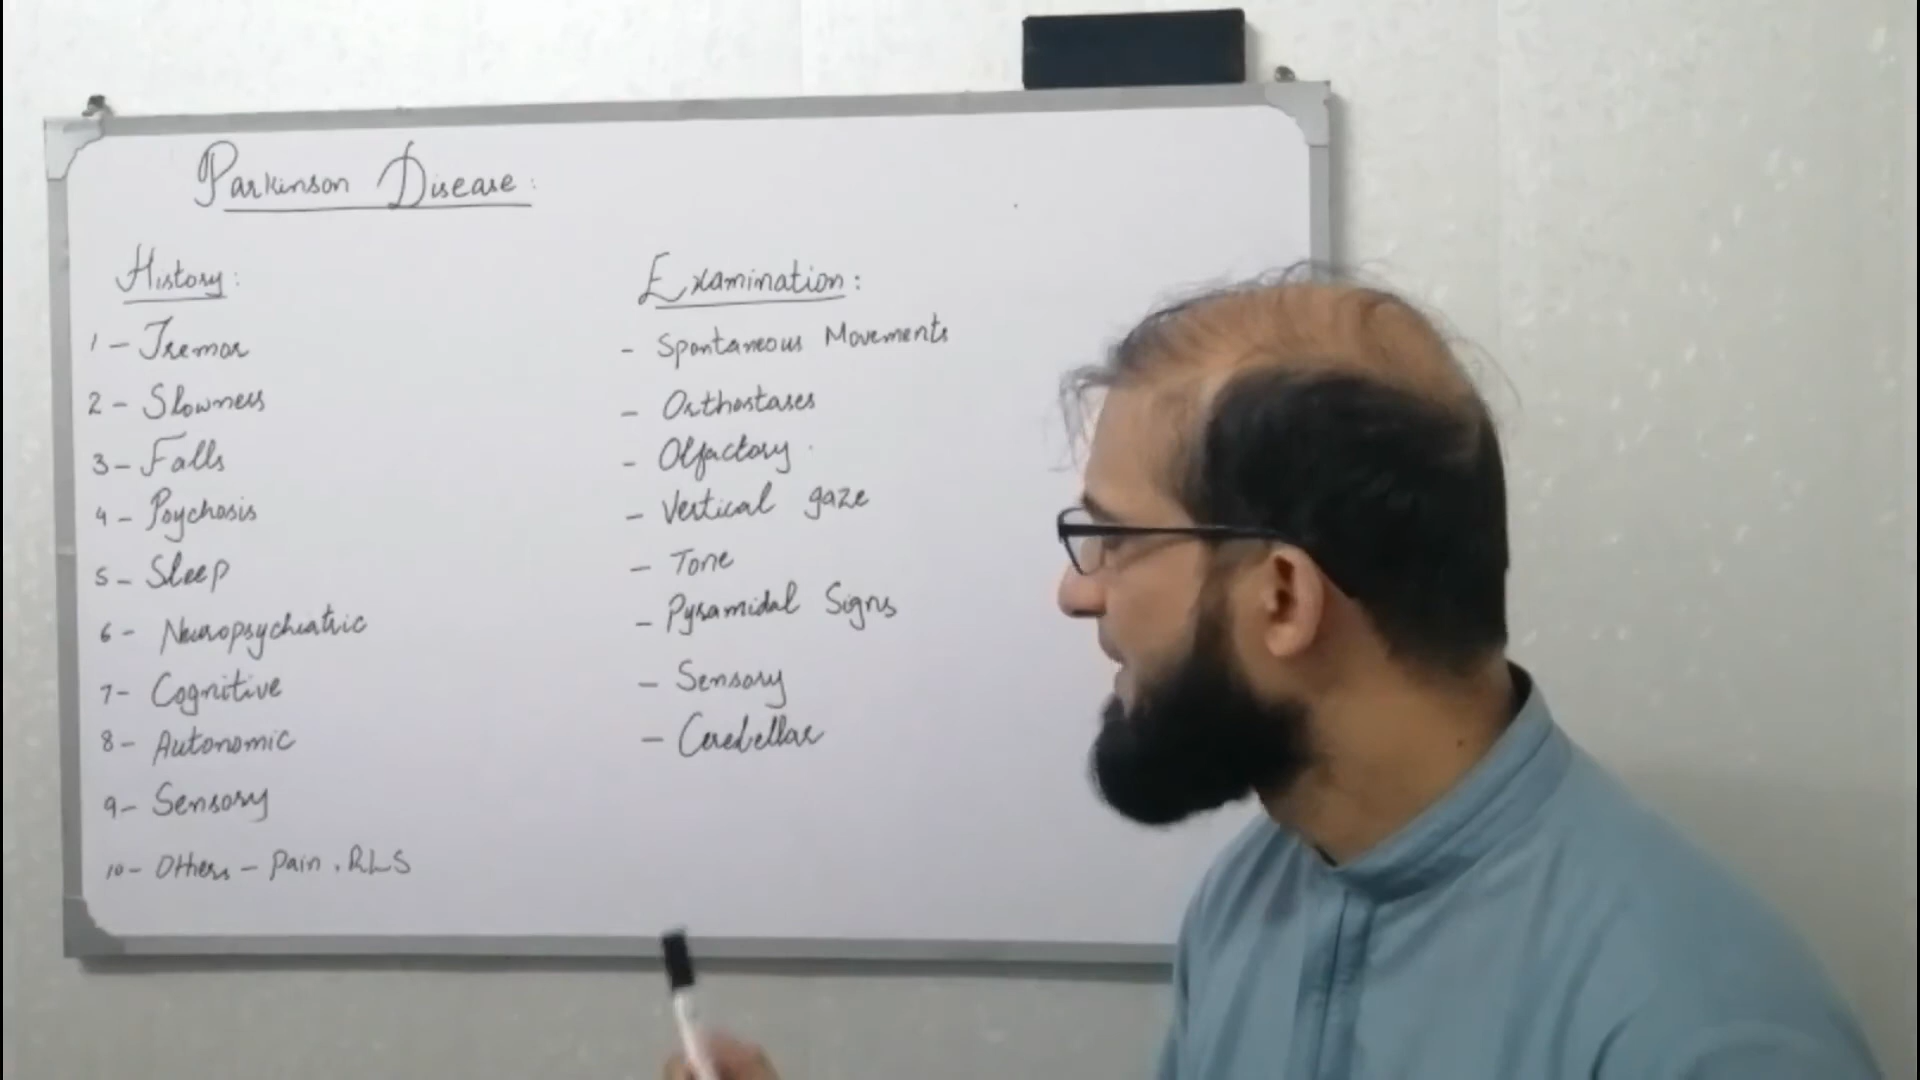 Parkinson Disease:
History:
1 - Tremor
2 - Slowness
3 - Falls
4 - Psychosis
5 - Sleep
6 - Neuropsychiatric
7 - Cognitive
8 - Autonomic
9 - Sensory
10 - Others - Pain, RLS
Examination:
- Spontaneous Movements
- Orthostases
- Olfactory
- Vertical gaze
- Tone
- Pyramidal Signs
- Sensory
- Cerebellar